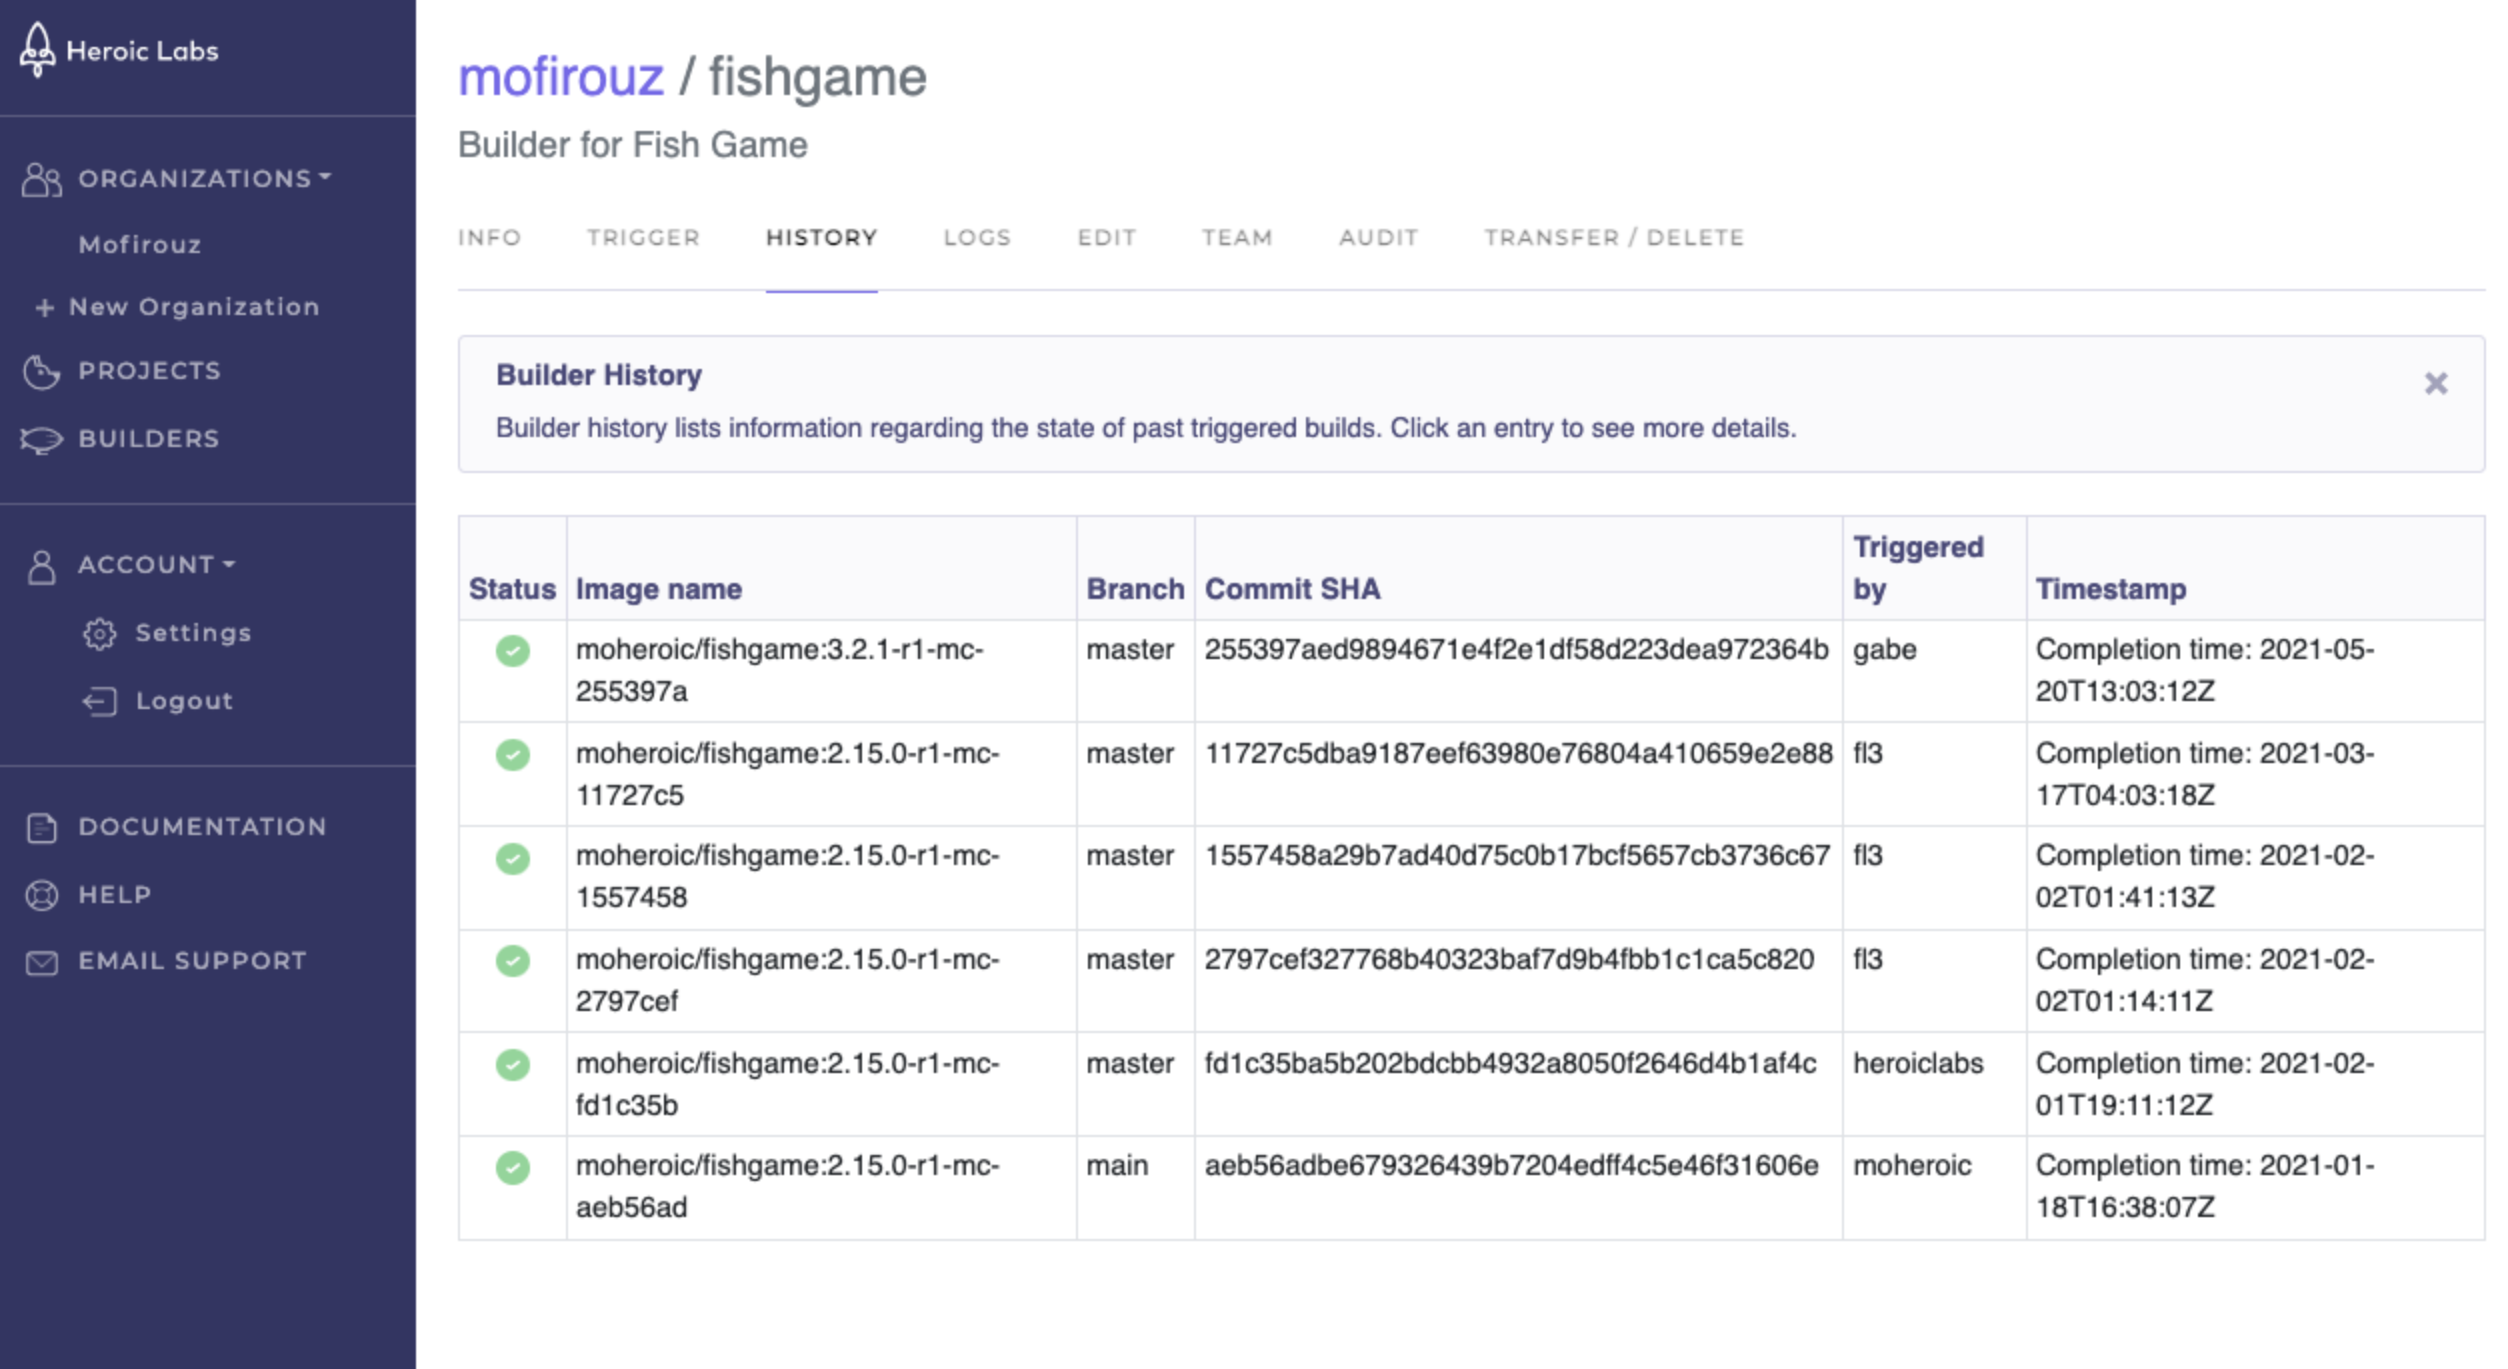 Heroic Labs
ORGANIZATIONS
Mofirouz
+ New Organization
PROJECTS
BUILDERS
ACCOUNT
Settings
Logout
DOCUMENTATION
HELP
EMAIL SUPPORT
mofirouz / fishgame
Builder for Fish Game
INFO TRIGGER HISTORY LOGS EDIT TEAM AUDIT TRANSFER / DELETE
Builder History
Builder history lists information regarding the state of past triggered builds. Click an entry to see more details.
Triggered
Status Image name Branch Commit SHA by Timestamp
moheroic/fishgame:3.2.1-r1-mc- master 255397aed9894671e4f2e1df58d223dea972364b gabe Completion time: 2021-05-
255397a 20T13:03:12Z
moheroic/fishgame:2.15.0-r1-mc- master 11727c5dba9187eef63980e76804a410659e2e88 fl3 Completion time: 2021-03-
11727c5 17T04:03:18Z
moheroic/fishgame:2.15.0-r1-mc- master 1557458a29b7ad40d75c0b17bcf5657cb3736c67 fl3 Completion time: 2021-02-
1557458 02T01:41:13Z
moheroic/fishgame:2.15.0-r1-mc- master 2797cef327768b40323baf7d9b4fbb1c1ca5c820 fl3 Completion time: 2021-02-
2797cef 02T01:14:11Z
moheroic/fishgame:2.15.0-r1-mc- master fd1c35ba5b202bdcbb4932a8050f2646d4b1af4c heroiclabs Completion time: 2021-02-
fd1c35b 01T19:11:12Z
moheroic/fishgame:2.15.0-r1-mc- main aeb56adbe679326439b7204edff4c5e46f31606e moheroic Completion time: 2021-01-
aeb56ad 18T16:38:07Z